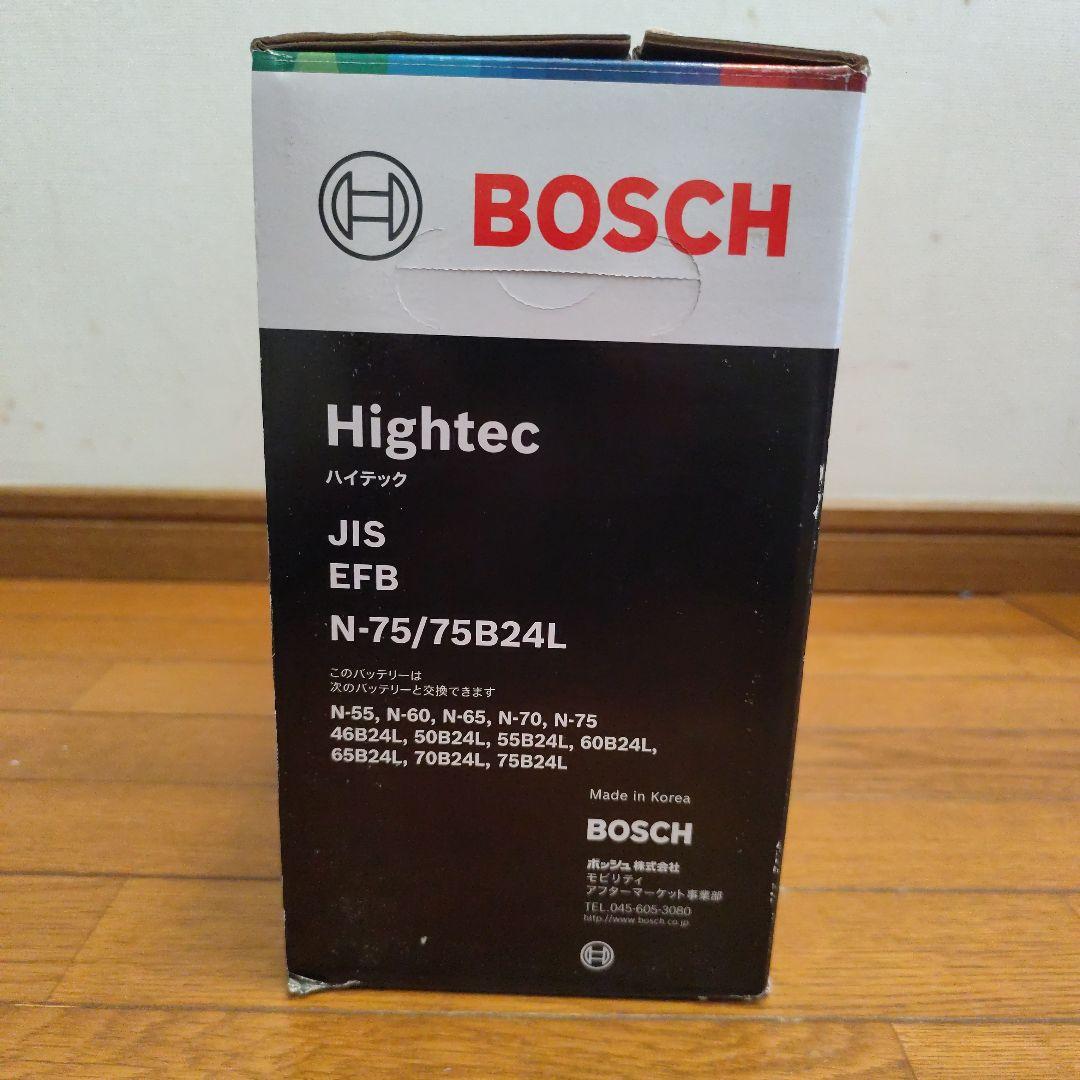 BOSCH
Hightec
ハイテック
JIS
EFB
N-75/75B24L
このバッテリーは
次のバッテリーと交換できます
N-55, N-60, N-65, N-70, N-75
46B24L, 50B24L, 55B24L, 60B24L,
65B24L, 70B24L, 75B24L
Made in Korea
BOSCH
ボッシュ株式会社
モビリティ
アフターマーケット事業部
TEL.045-605-3080
http://www.bosch.co.jp